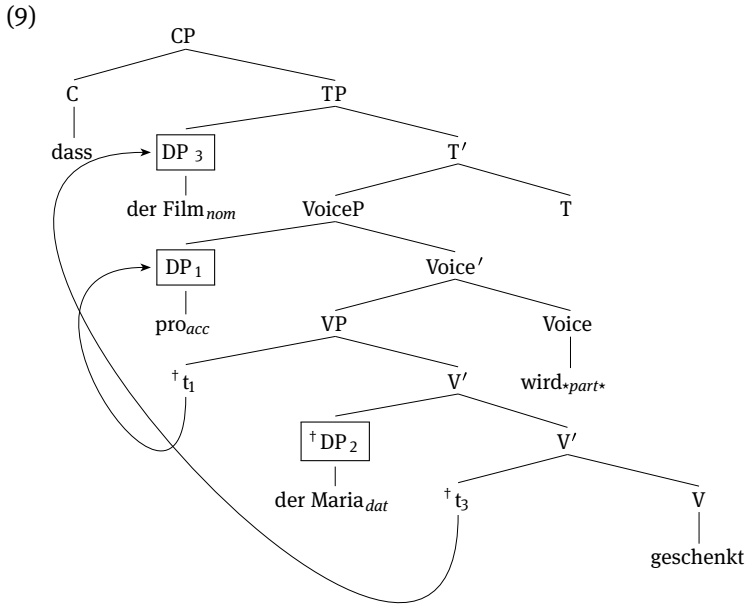 (9)
CP
C TP
dass DP 3 T′
der Film nom VoiceP T
DP 1 Voice′
pro acc VP Voice
† t1 V′ wird ⋆part⋆
† DP 2 V′
der Maria dat † t3 V
geschenkt